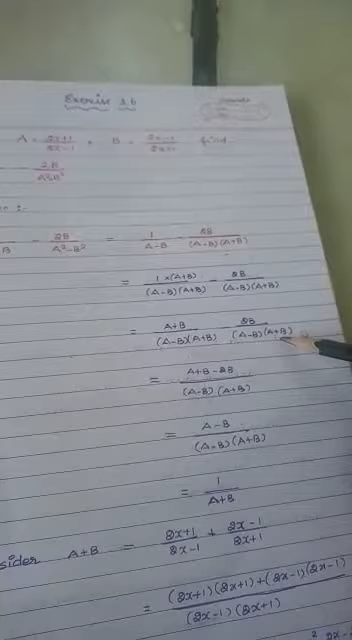 Exercise 3.6
A = 2x+1/2x-1 , B = 2x-1/2x+1 find
2B/A²-B²
B - 2B/A²-B² = 1/A-B - 2B/(A-B)(A+B)
= 1×(A+B)/(A-B)(A+B) - 2B/(A-B)(A+B)
= A+B/(A-B)(A+B) - 2B/(A-B)(A+B)
= A+B-2B/(A-B)(A+B)
= A-B/(A-B)(A+B)
= 1/A+B
sider A+B = 2x+1/2x-1 + 2x-1/2x+1
= (2x+1)(2x+1)+(2x-1)(2x-1)/(2x-1)(2x+1)